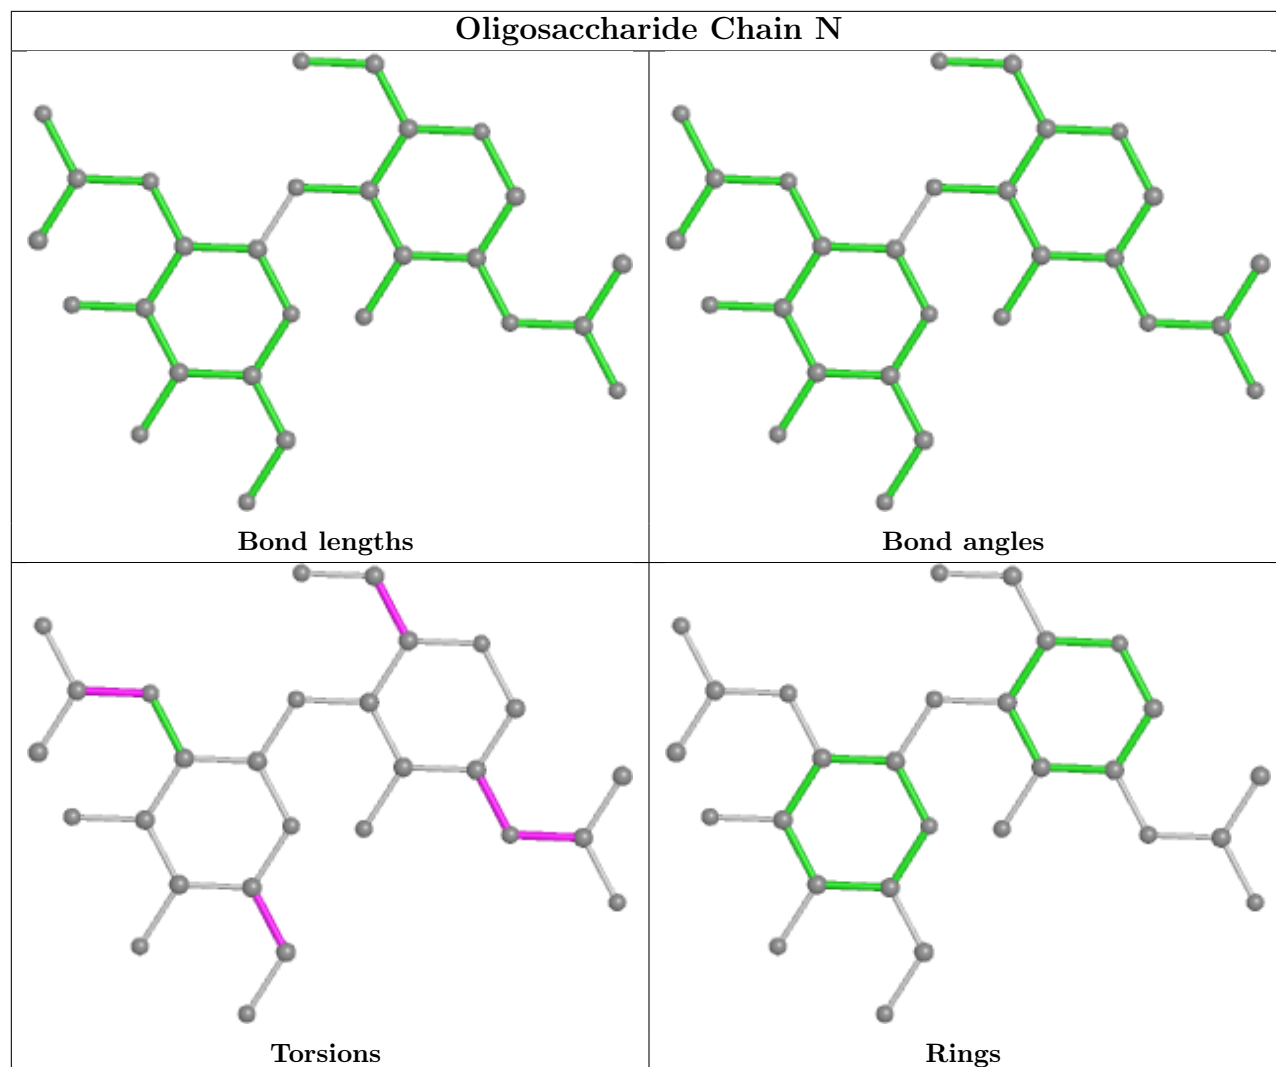 Oligosaccharide Chain N
Bond lengths
Bond angles
Torsions
Rings